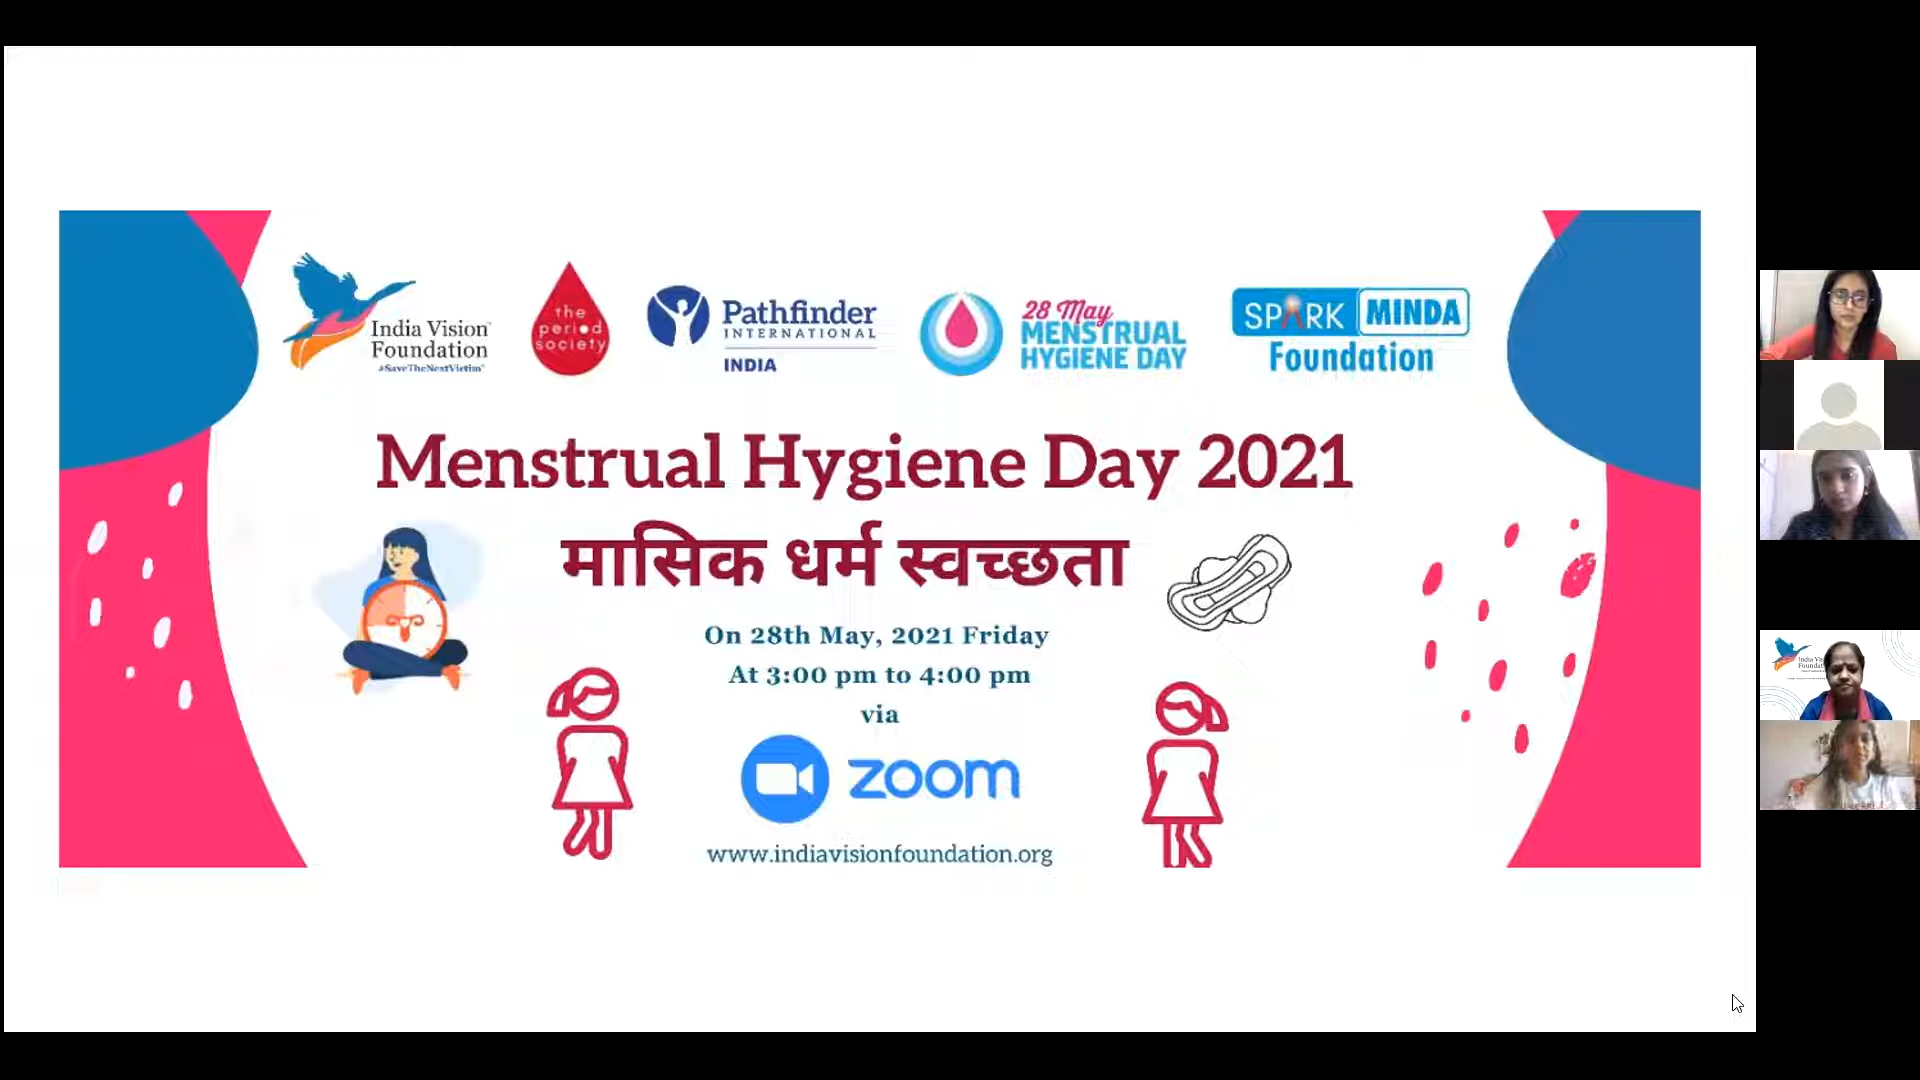 India Vision
Foundation
#SaveTheNextVictim
the
period
society
Pathfinder
INTERNATIONAL
INDIA
28 May
MENSTRUAL
HYGIENE DAY
SPARK MINDA
Foundation
Menstrual Hygiene Day 2021
मासिक धर्म स्वच्छता
On 28th May, 2021 Friday
At 3:00 pm to 4:00 pm
via
zoom
www.indiavisionfoundation.org